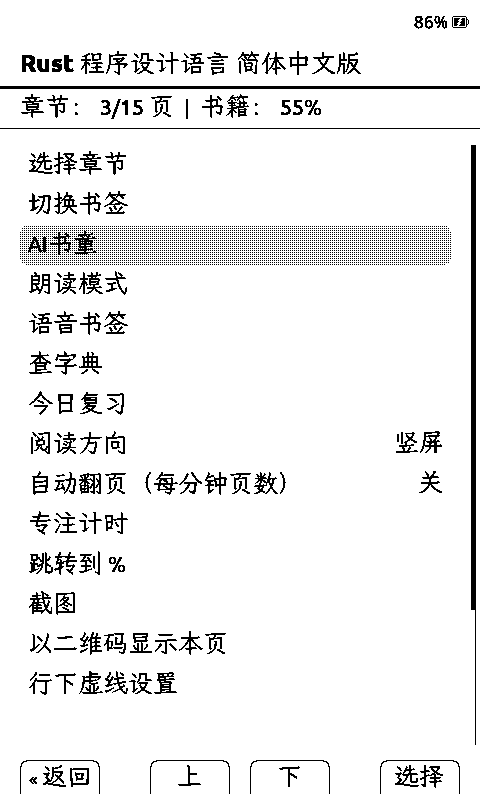 86%
Rust 程序设计语言 简体中文版
章节： 3/15 页 | 书籍： 55%
选择章节
切换书签
AI书童
朗读模式
语音书签
查字典
今日复习
阅读方向 竖屏
自动翻页（每分钟页数） 关
专注计时
跳转到 %
截图
以二维码显示本页
行下虚线设置
« 返回 上 下 选择